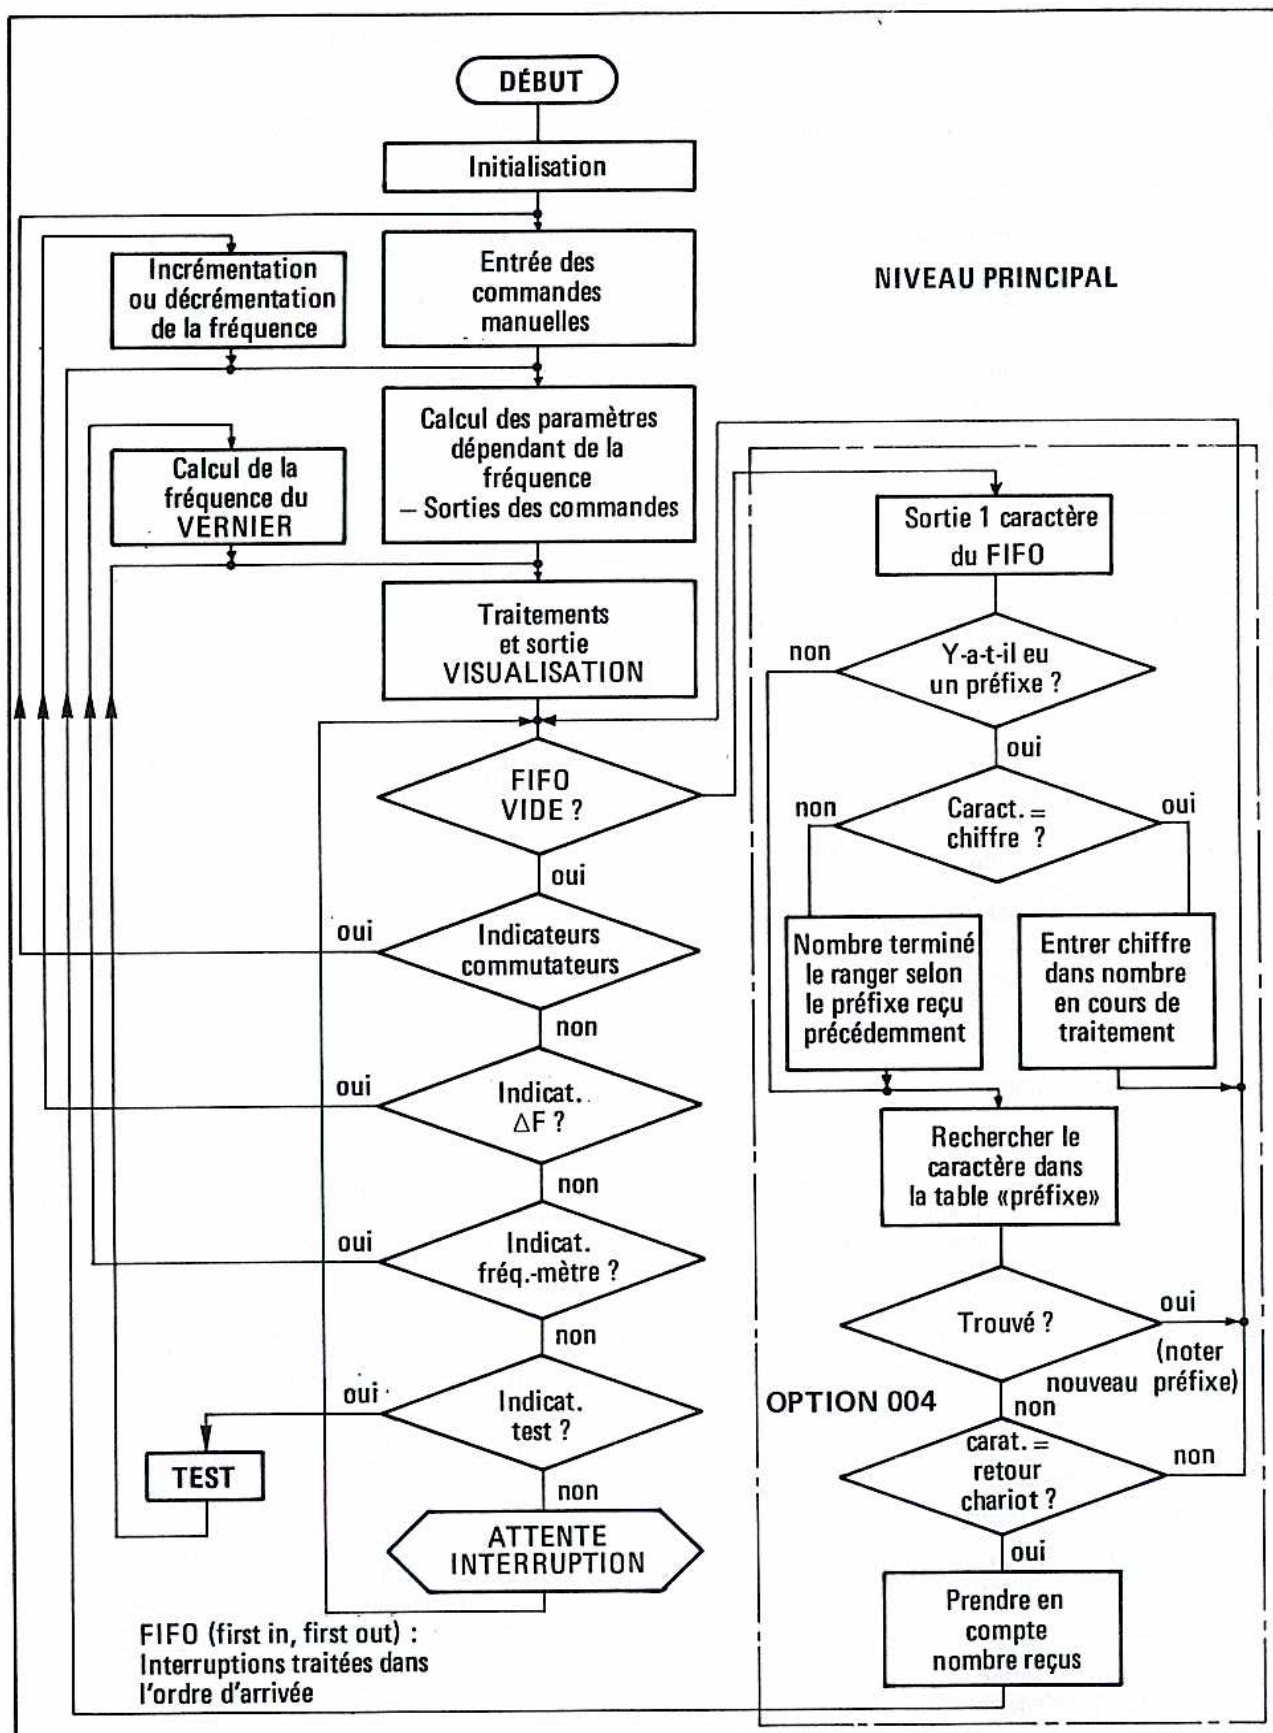 DÉBUT
Initialisation
Entrée des
commandes
manuelles
NIVEAU PRINCIPAL
Incrémentation
ou décrémentation
de la fréquence
Calcul des paramètres
dépendant de la
fréquence
– Sorties des commandes
Calcul de la
fréquence du
VERNIER
Traitements
et sortie
VISUALISATION
FIFO
VIDE ?
oui
Indicateurs
commutateurs
oui
non
Indicat.
ΔF ?
oui
non
Indicat.
fréq.-mètre ?
oui
non
Indicat.
test ?
oui
TEST
non
ATTENTE
INTERRUPTION
FIFO (first in, first out) :
Interruptions traitées dans
l'ordre d'arrivée
Sortie 1 caractère
du FIFO
Y-a-t-il eu
un préfixe ?
non
oui
Caract. =
chiffre ?
non
oui
Nombre terminé
le ranger selon
le préfixe reçu
précédemment
Entrer chiffre
dans nombre
en cours de
traitement
Rechercher le
caractère dans
la table «préfixe»
Trouvé ?
oui
(noter
nouveau préfixe)
OPTION 004
non
carat. =
retour
chariot ?
non
oui
Prendre en
compte
nombre reçus